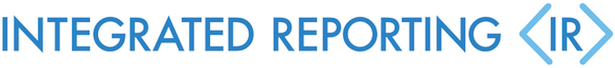 INTEGRATED REPORTING <IR>